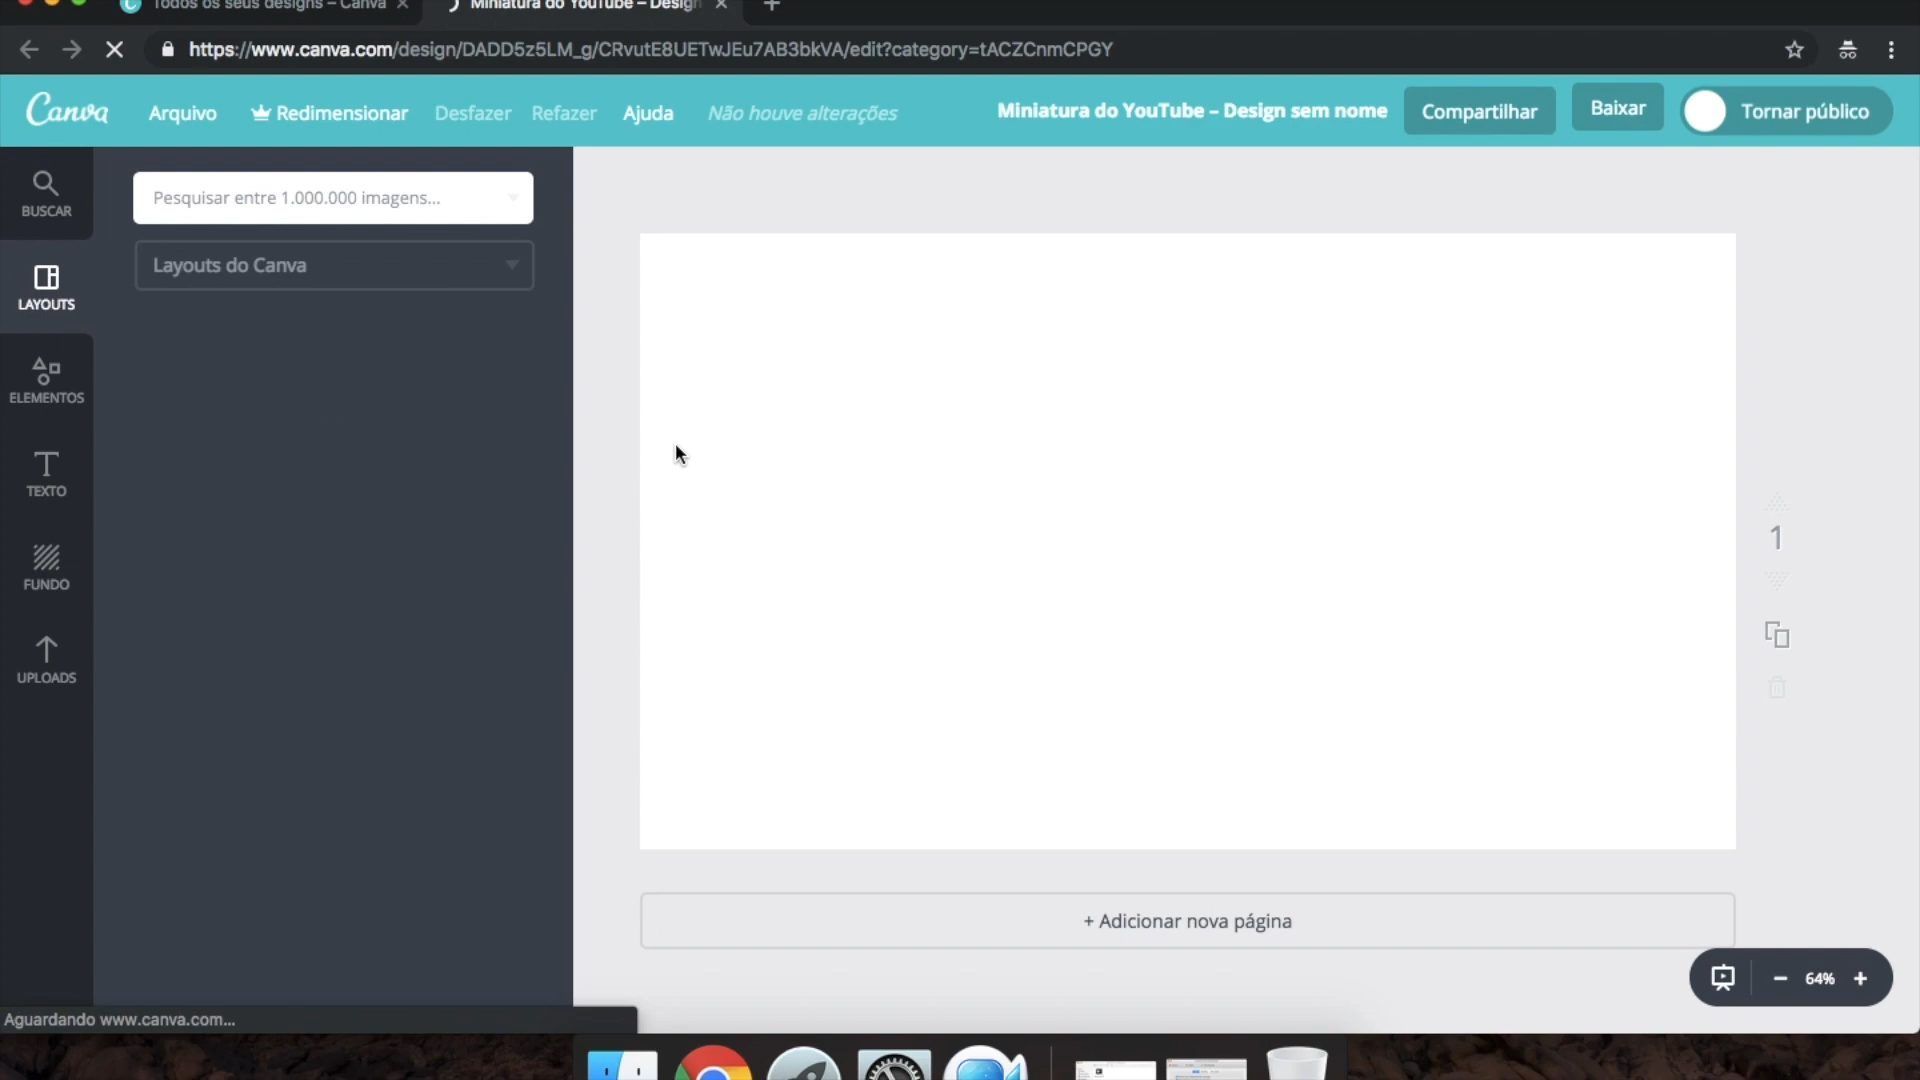 Todos os seus designs – Canva
Miniatura do YouTube – Design
https://www.canva.com/design/DADD5z5LM_g/CRvutE8UETwJEu7AB3bkVA/edit?category=tACZCnmCPGY
Canva Arquivo Redimensionar Desfazer Refazer Ajuda Não houve alterações Miniatura do YouTube – Design sem nome Compartilhar Baixar Tornar público
BUSCAR
Pesquisar entre 1.000.000 imagens...
Layouts do Canva
LAYOUTS
ELEMENTOS
TEXTO
FUNDO
UPLOADS
1
+ Adicionar nova página
64%
Aguardando www.canva.com...